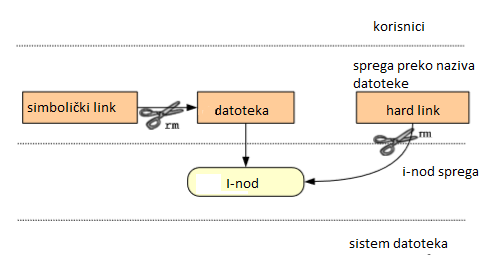 korisnici
sprega preko naziva
datoteke
simbolički link
rm
datoteka
hard link
rm
i-nod sprega
I-nod
sistem datoteka